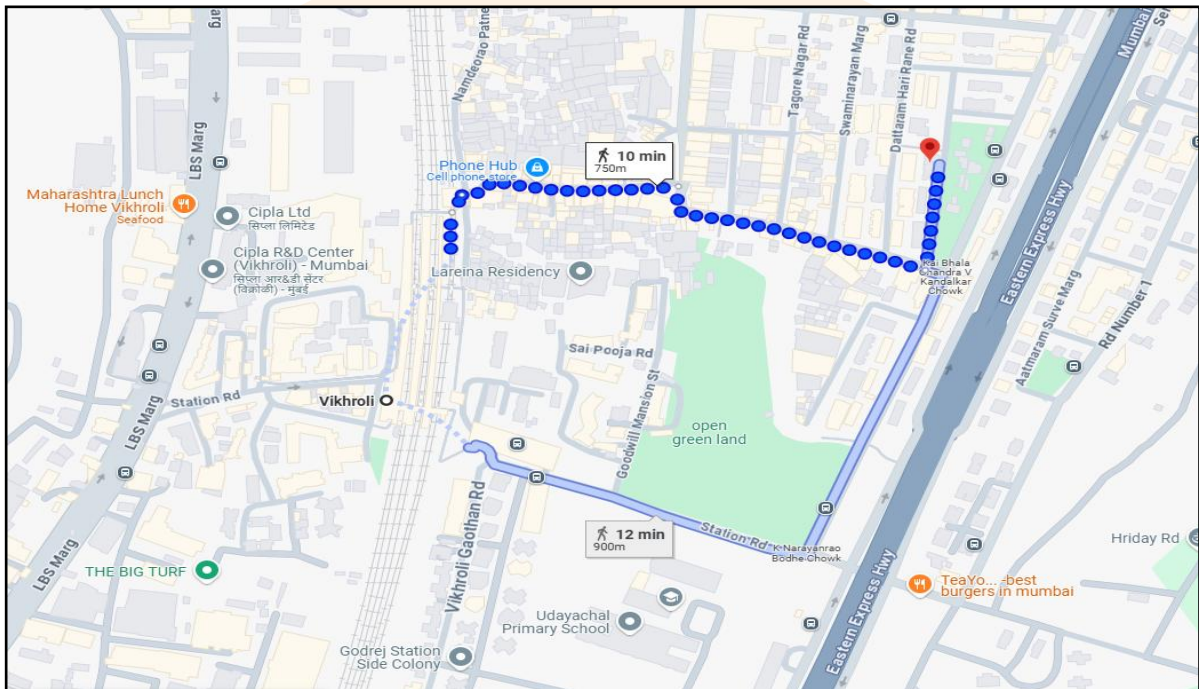 Marg
LBS Marg
Namdeorao Patne
Tagore Nagar Rd
Swaminarayan Marg
Dattaram Hari Rane Rd
Mumbai
Phone Hub
Cell phone store
10 min
750m
Maharashtra Lunch
Home Vikhroli
Seafood
Cipla Ltd
सिप्ला लिमिटेड
Cipla R&D Center
(Vikhroli) - Mumbai
सिप्ला आर&डी सेंटर
(विक्रोळी) - मुंबई
Lareina Residency
Kai Bhala
Chandra V
Kandalkar
Chowk
Eastern Express Hwy
Aatmaram Surve Marg
Rd Number 1
Sai Pooja Rd
Goodwill Mansion St
Station Rd
Vikhroli
LBS Marg
open
green land
LBS Marg
12 min
900m
Station Rd
K Narayanrao
Bodhe Chowk
Vikhroli Gaothan Rd
Hriday Rd
THE BIG TURF
TeaYo... -best
burgers in mumbai
Udayachal
Primary School
Eastern Express Hwy
Godrej Station
Side Colony